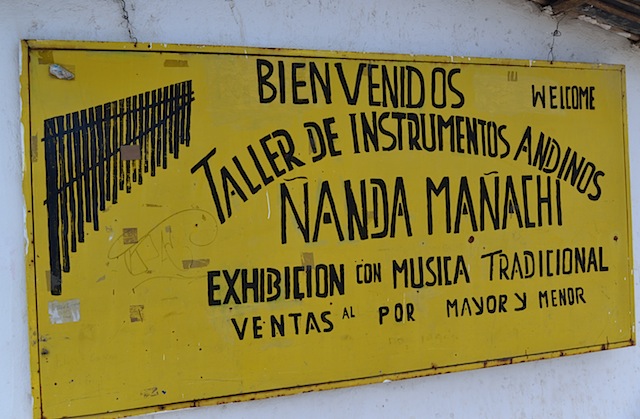 BIENVENIDOS WELCOME
TALLER DE INSTRUMENTOS ANDINOS
ÑANDA MAÑACHI
EXHIBICION CON MUSICA TRADICIONAL
VENTAS AL POR MAYOR Y MENOR